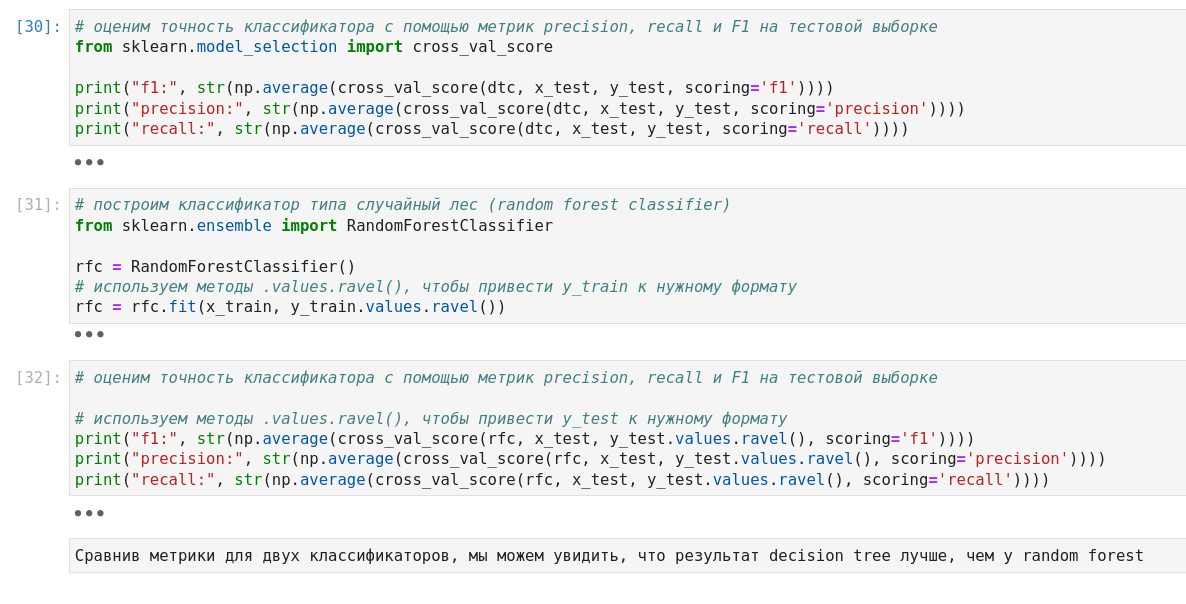 [30]: # оценим точность классификатора с помощью метрик precision, recall и F1 на тестовой выборке
from sklearn.model_selection import cross_val_score
print("f1:", str(np.average(cross_val_score(dtc, x_test, y_test, scoring='f1'))))
print("precision:", str(np.average(cross_val_score(dtc, x_test, y_test, scoring='precision'))))
print("recall:", str(np.average(cross_val_score(dtc, x_test, y_test, scoring='recall'))))
[31]: # построим классификатор типа случайный лес (random forest classifier)
from sklearn.ensemble import RandomForestClassifier
rfc = RandomForestClassifier()
# используем методы .values.ravel(), чтобы привести y_train к нужному формату
rfc = rfc.fit(x_train, y_train.values.ravel())
[32]: # оценим точность классификатора с помощью метрик precision, recall и F1 на тестовой выборке
# используем методы .values.ravel(), чтобы привести y_test к нужному формату
print("f1:", str(np.average(cross_val_score(rfc, x_test, y_test.values.ravel(), scoring='f1'))))
print("precision:", str(np.average(cross_val_score(rfc, x_test, y_test.values.ravel(), scoring='precision'))))
print("recall:", str(np.average(cross_val_score(rfc, x_test, y_test.values.ravel(), scoring='recall'))))
Сравнив метрики для двух классификаторов, мы можем увидить, что результат decision tree лучше, чем у random forest